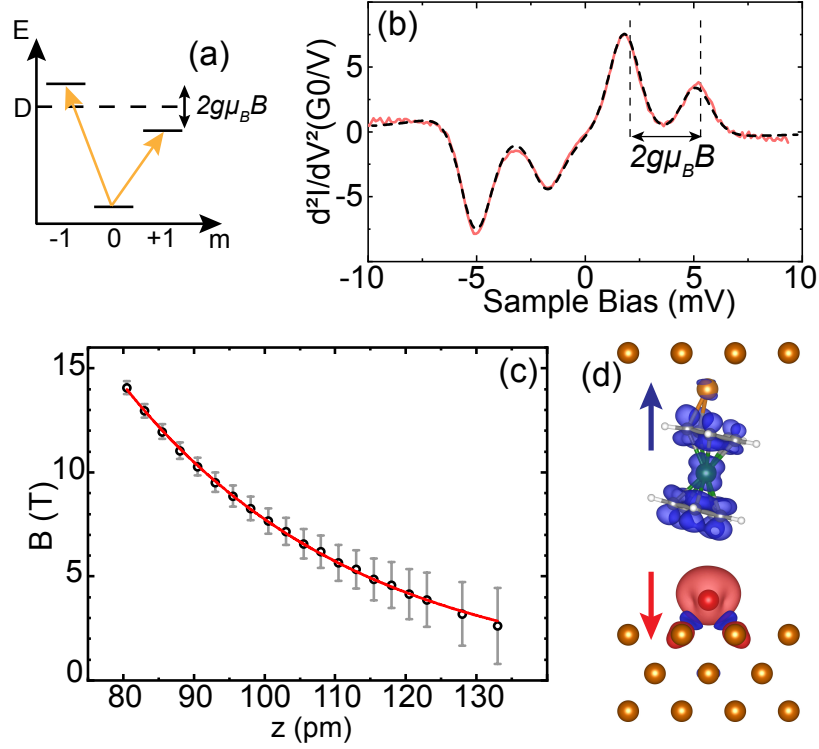 E
(a)
D
2gμ_BB
-1 0 +1 m
(b)
d²I/dV²(G0/V)
5
0
-5
2gμ_BB
-10 -5 0 5 10
Sample Bias (mV)
(c)
B (T)
15
10
5
0
80 90 100 110 120 130
z (pm)
(d)